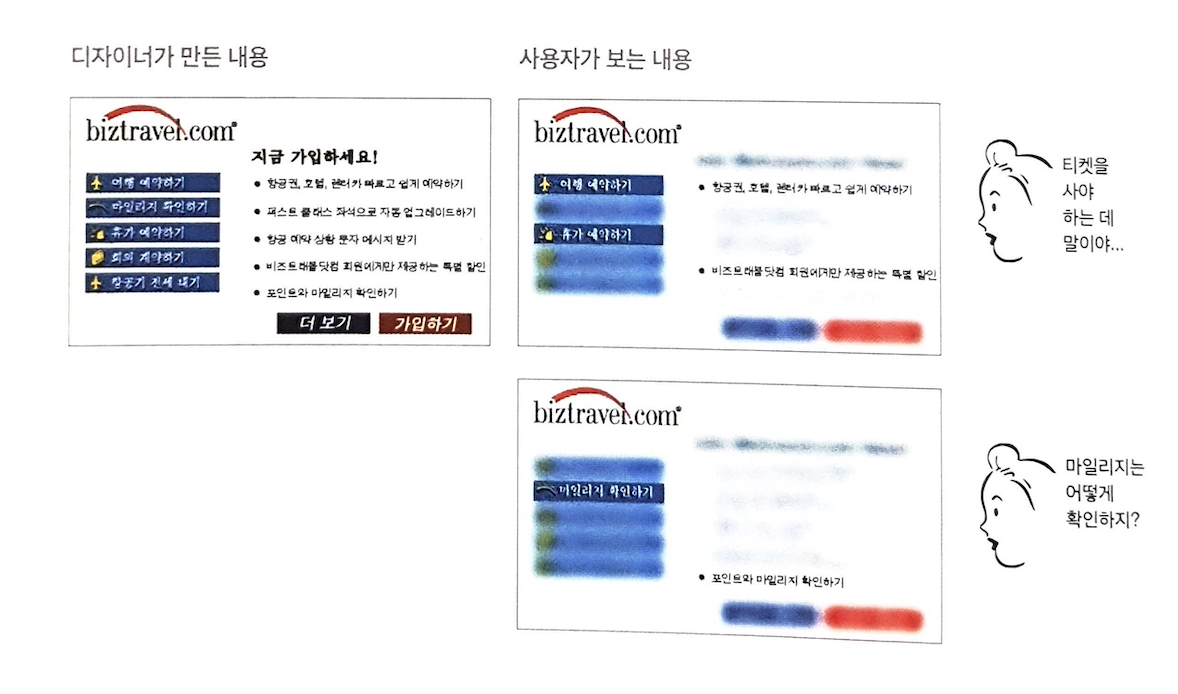 디자이너가 만든 내용
사용자가 보는 내용
biztravel.com®
지금 가입하세요!
여행 예약하기
마일리지 확인하기
휴가 예약하기
회의 계약하기
항공기 전세 내기
• 항공권, 호텔, 렌터카 빠르고 쉽게 예약하기
• 퍼스트 클래스 좌석으로 자동 업그레이드하기
• 항공 예약 상황 문자 메시지 받기
• 비즈트래블닷컴 회원에게만 제공하는 특별 할인
• 포인트와 마일리지 확인하기
더 보기
가입하기
biztravel.com®
여행 예약하기
휴가 예약하기
• 항공권, 호텔, 렌터카 빠르고 쉽게 예약하기
• 비즈트래블닷컴 회원에게만 제공하는 특별 할인
티켓을
사야
하는 데
말이야...
biztravel.com®
마일리지 확인하기
• 포인트와 마일리지 확인하기
마일리지는
어떻게
확인하지?